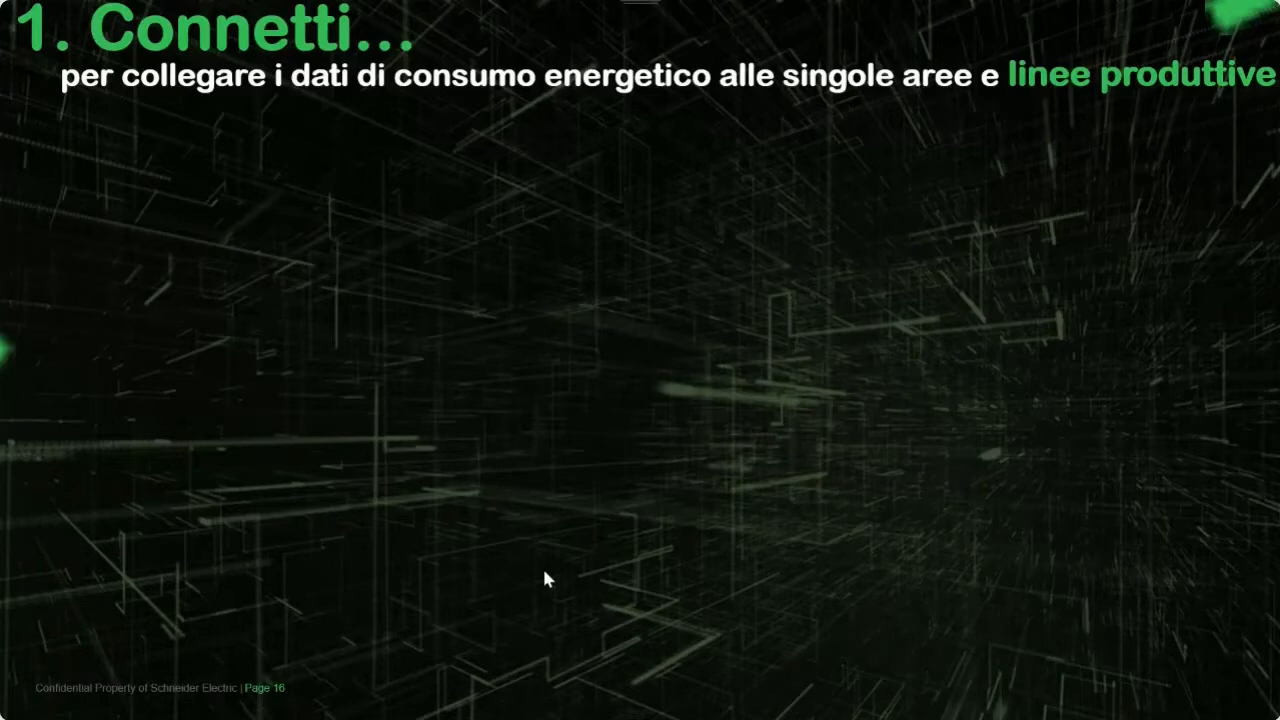 1. Connetti...
per collegare i dati di consumo energetico alle singole aree e linee produttive
Confidential Property of Schneider Electric | Page 16